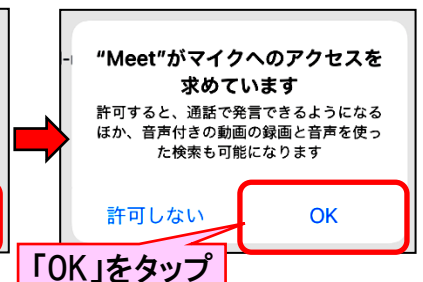 “Meet”がマイクへのアクセスを
求めています
許可すると、通話で発言できるようになる
ほか、音声付きの動画の録画と音声を使っ
た検索も可能になります
許可しない
OK
「OK」をタップ